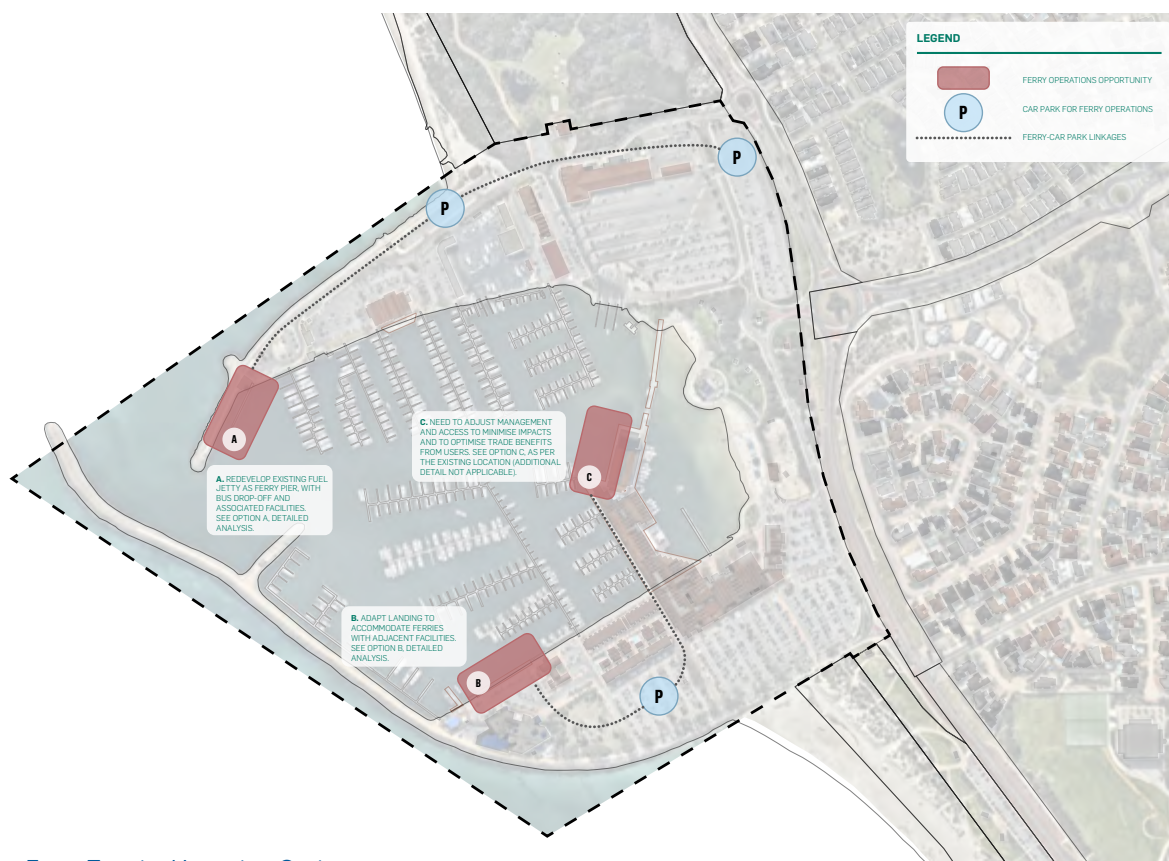 LEGEND
FERRY OPERATIONS OPPORTUNITY
P
CAR PARK FOR FERRY OPERATIONS
FERRY-CAR PARK LINKAGES
P
P
A
A. REDEVELOP EXISTING FUEL
JETTY AS FERRY PIER, WITH
BUS DROP-OFF AND
ASSOCIATED FACILITIES.
SEE OPTION A, DETAILED
ANALYSIS.
C. NEED TO ADJUST MANAGEMENT
AND ACCESS TO MINIMISE IMPACTS
AND TO OPTIMISE TRADE BENEFITS
FROM USERS. SEE OPTION C, AS PER
THE EXISTING LOCATION (ADDITIONAL
DETAIL NOT APPLICABLE).
C
B. ADAPT LANDING TO
ACCOMMODATE FERRIES
WITH ADJACENT FACILITIES.
SEE OPTION B, DETAILED
ANALYSIS.
B
P